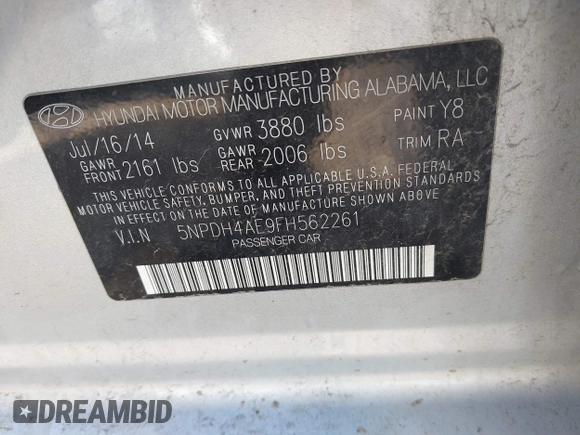 MANUFACTURED BY
HYUNDAI MOTOR MANUFACTURING ALABAMA, LLC
Jul/16/14 GVWR 3880 lbs PAINT Y8
GAWR FRONT 2161 lbs GAWR REAR 2006 lbs TRIM RA
THIS VEHICLE CONFORMS TO ALL APPLICABLE U.S.A. FEDERAL
MOTOR VEHICLE SAFETY, BUMPER, AND THEFT PREVENTION STANDARDS
IN EFFECT ON THE DATE OF MANUFACTURE SHOWN ABOVE.
V.I.N 5NPDH4AE9FH562261
PASSENGER CAR
DREAMBID